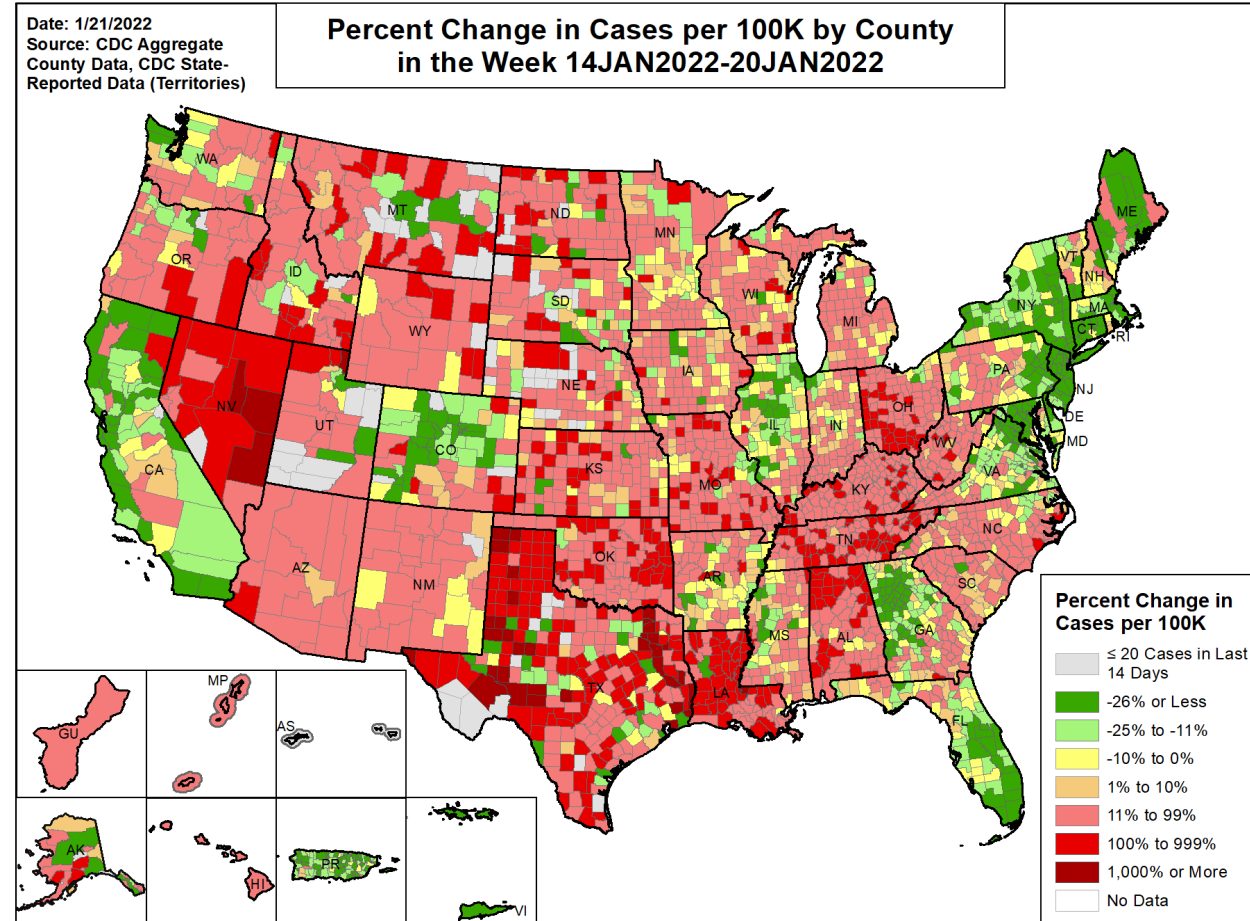 Date: 1/21/2022
Source: CDC Aggregate
County Data, CDC State-
Reported Data (Territories)
Percent Change in Cases per 100K by County
in the Week 14JAN2022-20JAN2022
WA
MT
ND
MN
ME
OR
ID
SD
WI
VT
NH
NY
MA
CT
RI
WY
MI
IA
NE
PA
NJ
NV
UT
CO
IL
IN
OH
DE
MD
WV
VA
CA
KS
MO
KY
NC
TN
AZ
NM
OK
AR
SC
MS
AL
GA
TX
LA
FL
GU
MP
AS
AK
HI
PR
VI
Percent Change in
Cases per 100K
≤ 20 Cases in Last
14 Days
-26% or Less
-25% to -11%
-10% to 0%
1% to 10%
11% to 99%
100% to 999%
1,000% or More
No Data